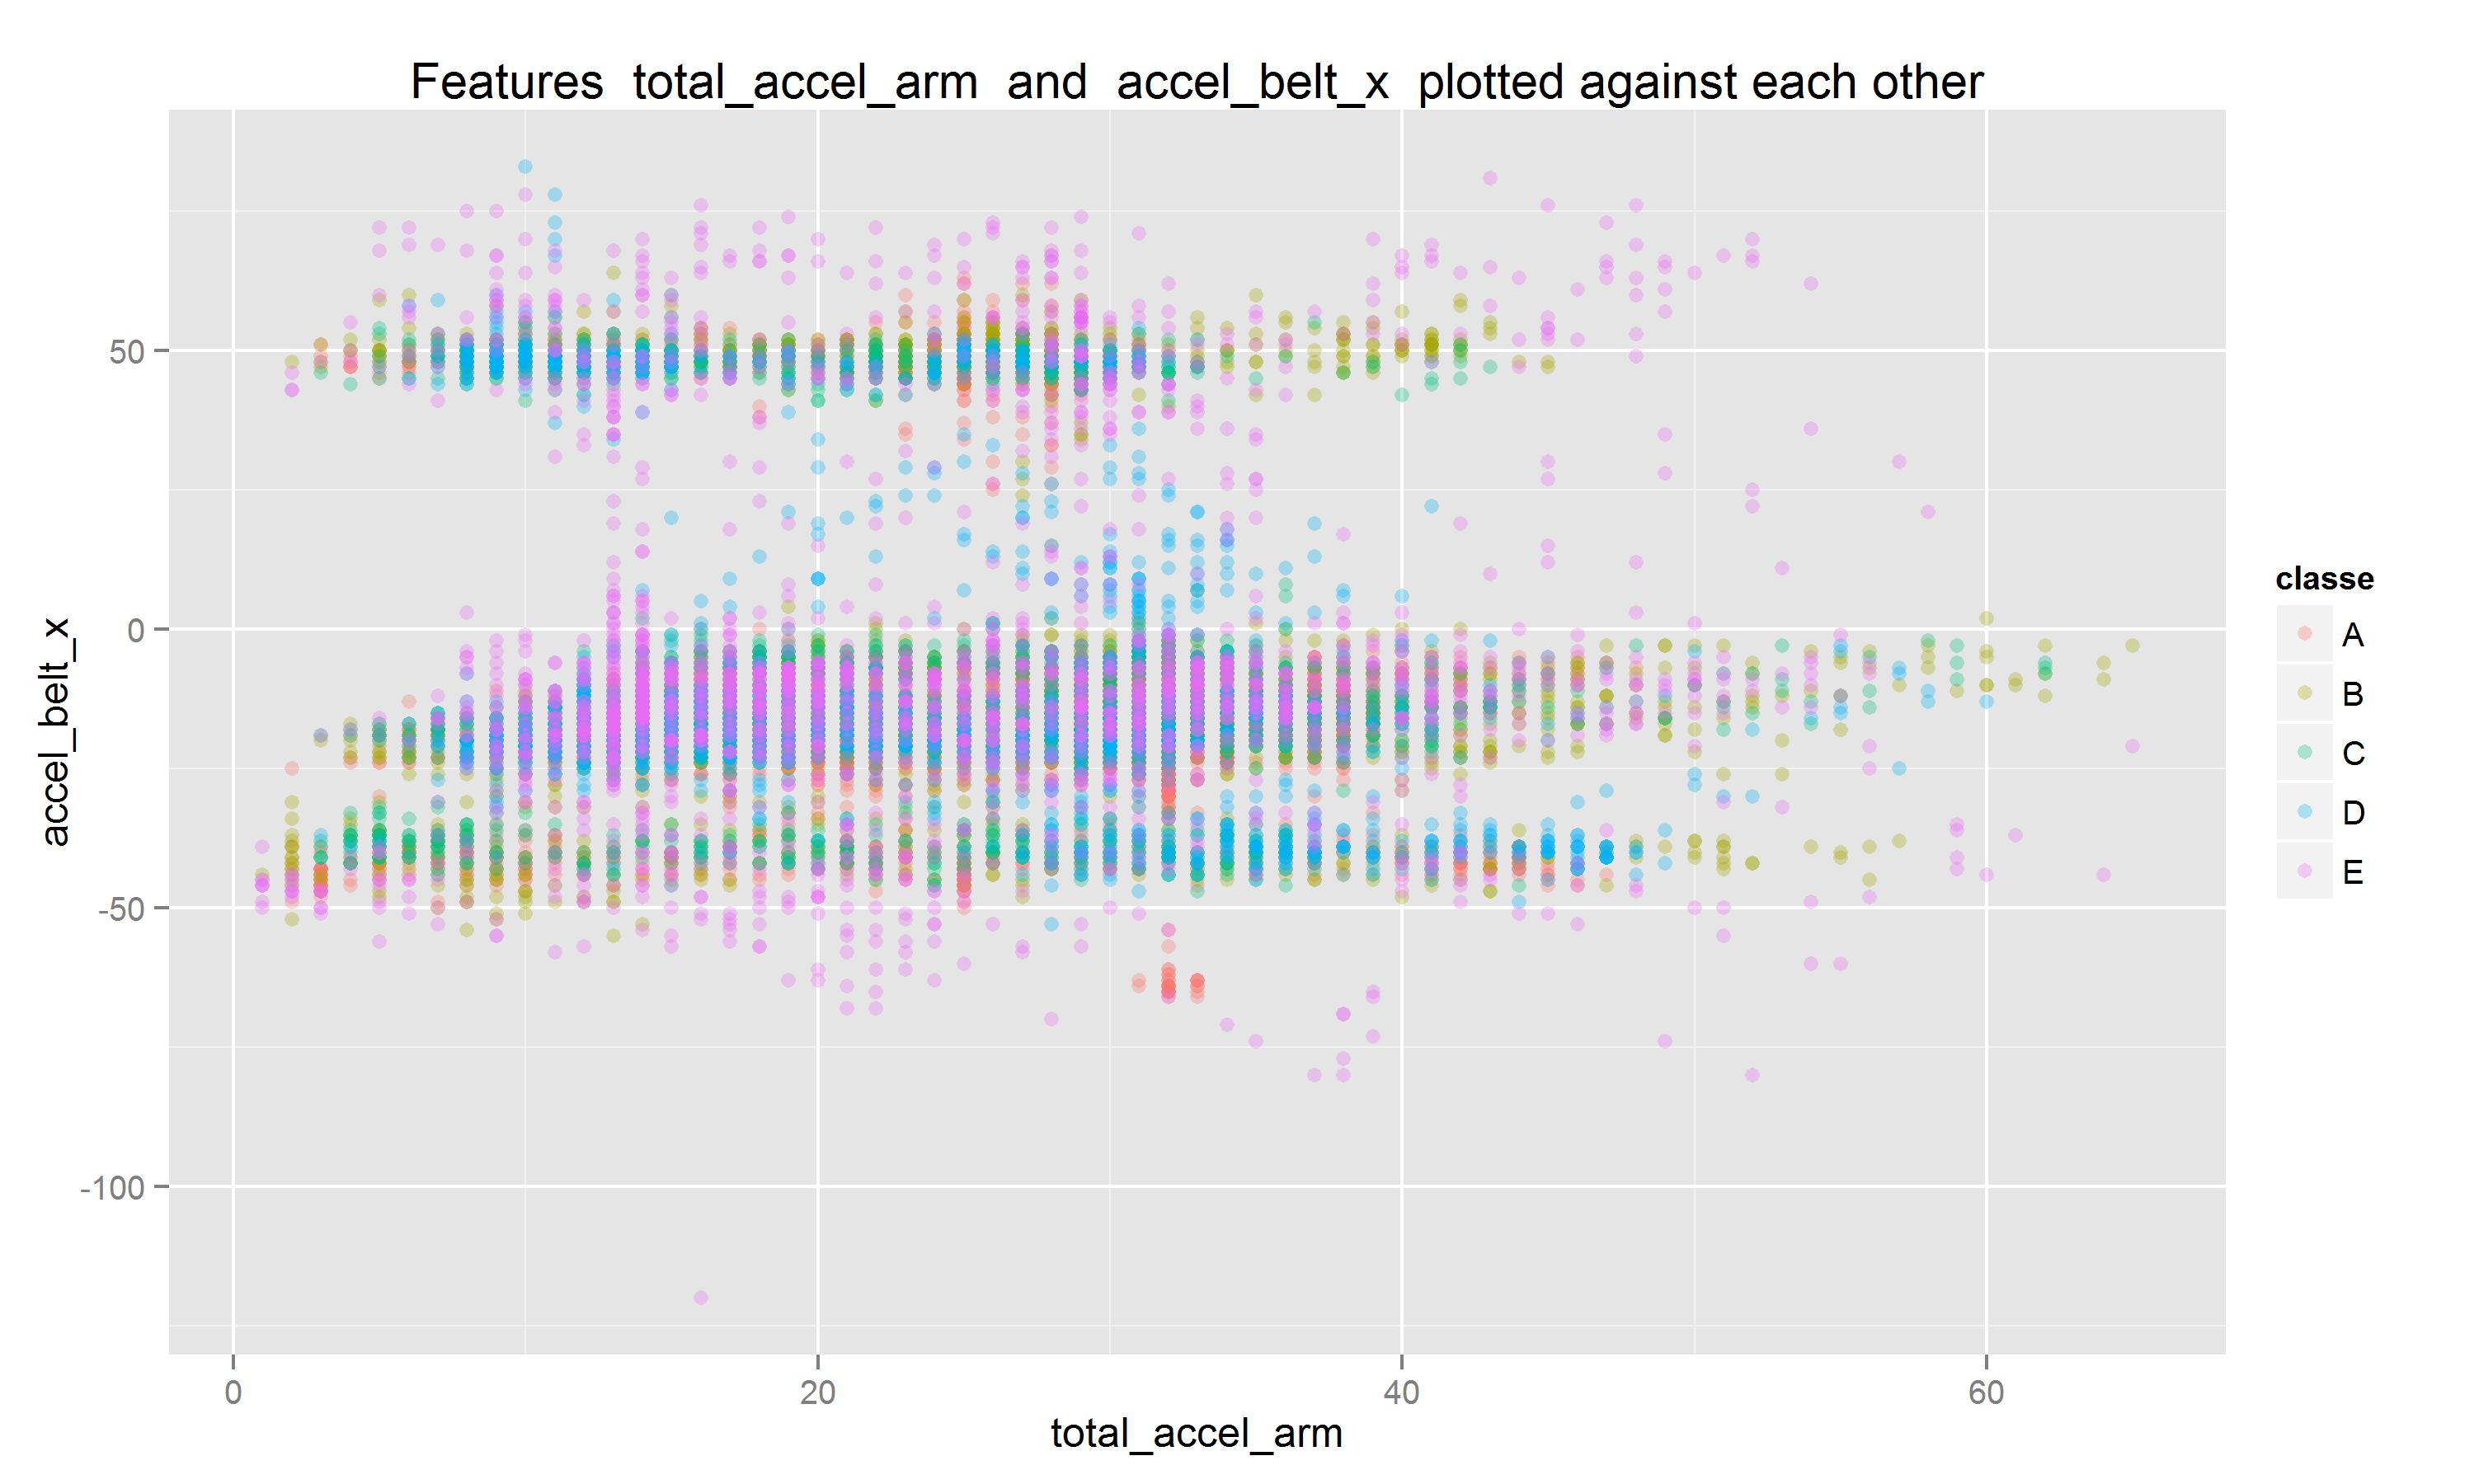 Features  total_accel_arm  and  accel_belt_x  plotted against each other
accel_belt_x
50
0
-50
-100
0
20
40
60
total_accel_arm
classe
A
B
C
D
E